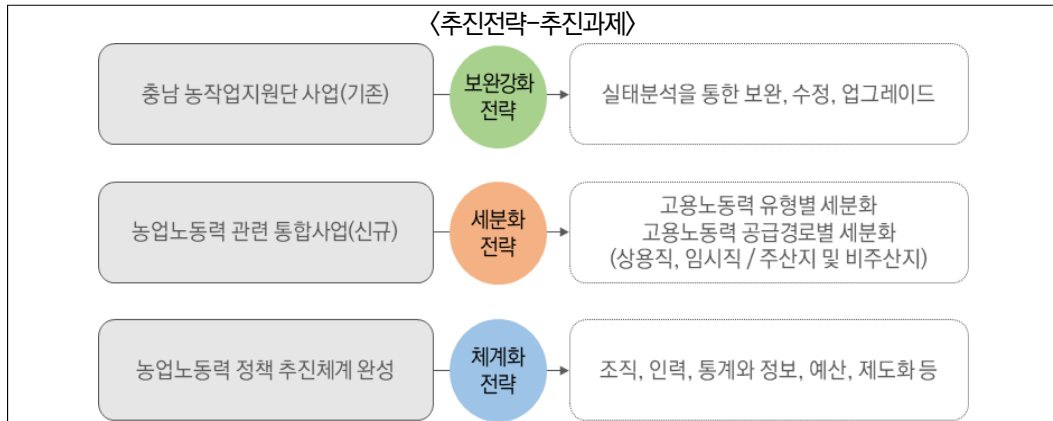 〈추진전략-추진과제〉
충남 농작업지원단 사업(기존)
보완강화
전략
실태분석을 통한 보완, 수정, 업그레이드
농업노동력 관련 통합사업(신규)
세분화
전략
고용노동력 유형별 세분화
고용노동력 공급경로별 세분화
(상용직, 임시직 / 주산지 및 비주산지)
농업노동력 정책 추진체계 완성
체계화
전략
조직, 인력, 통계와 정보, 예산, 제도화 등